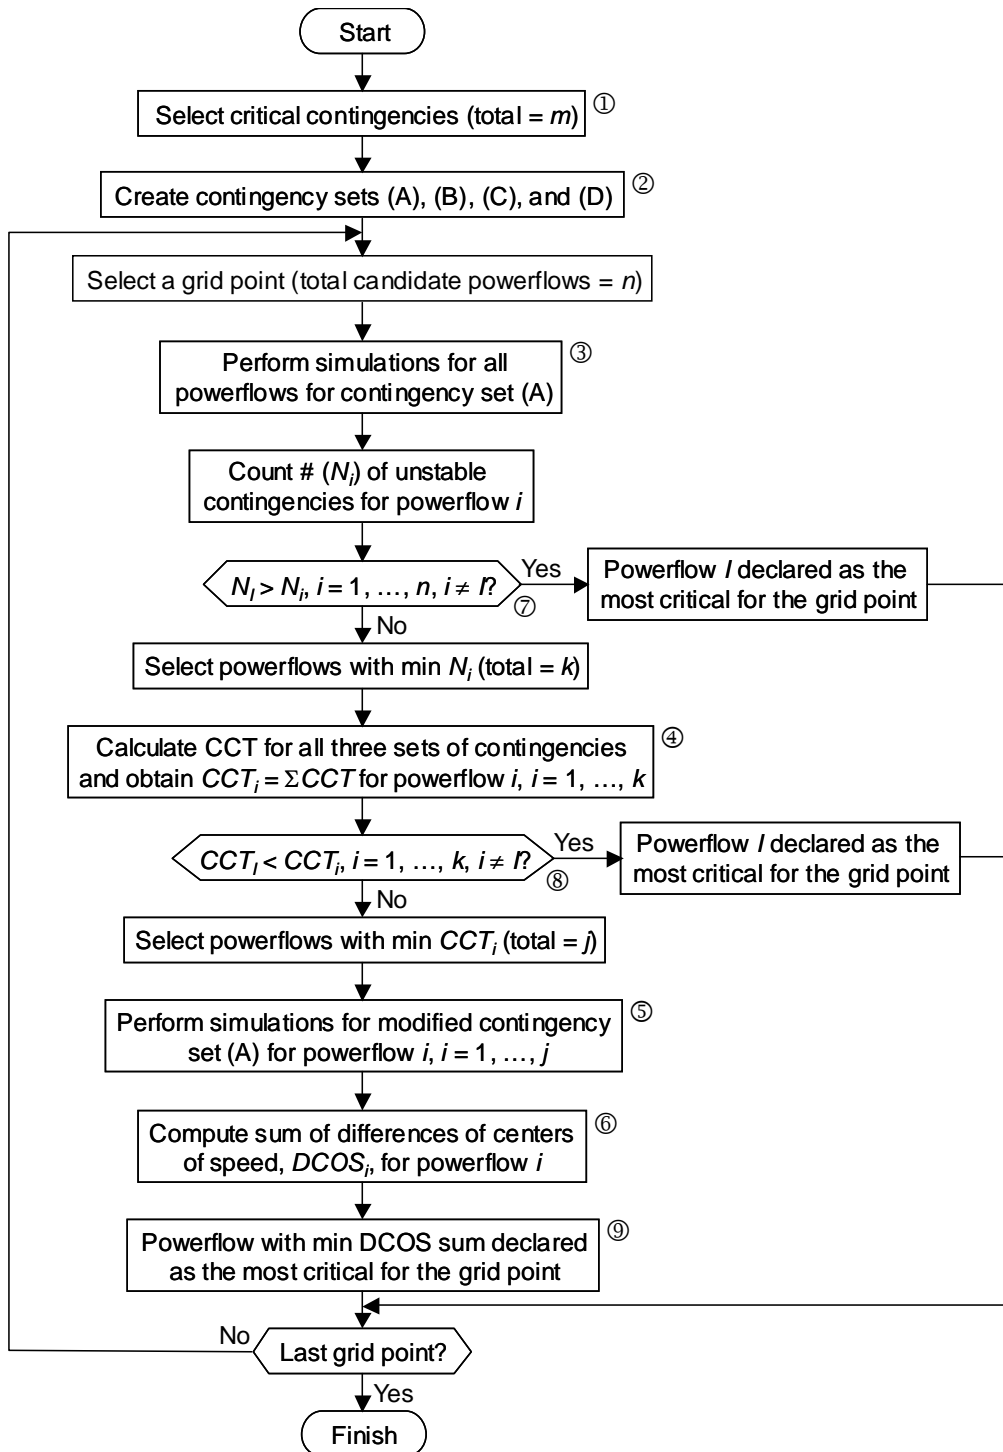 Start
Select critical contingencies (total = m)
①
Create contingency sets (A), (B), (C), and (D)
②
Select a grid point (total candidate powerflows = n)
Perform simulations for all
powerflows for contingency set (A)
③
Count # (Nᵢ) of unstable
contingencies for powerflow i
N_l > Nᵢ, i = 1, …, n, i ≠ l?
⑦
Yes
Powerflow l declared as the
most critical for the grid point
No
Select powerflows with min Nᵢ (total = k)
Calculate CCT for all three sets of contingencies
and obtain CCTᵢ = ΣCCT for powerflow i, i = 1, …, k
④
CCT_l < CCTᵢ, i = 1, …, k, i ≠ l?
⑧
Yes
Powerflow l declared as the
most critical for the grid point
No
Select powerflows with min CCTᵢ (total = j)
Perform simulations for modified contingency
set (A) for powerflow i, i = 1, …, j
⑤
Compute sum of differences of centers
of speed, DCOSᵢ, for powerflow i
⑥
Powerflow with min DCOS sum declared
as the most critical for the grid point
⑨
No
Last grid point?
Yes
Finish